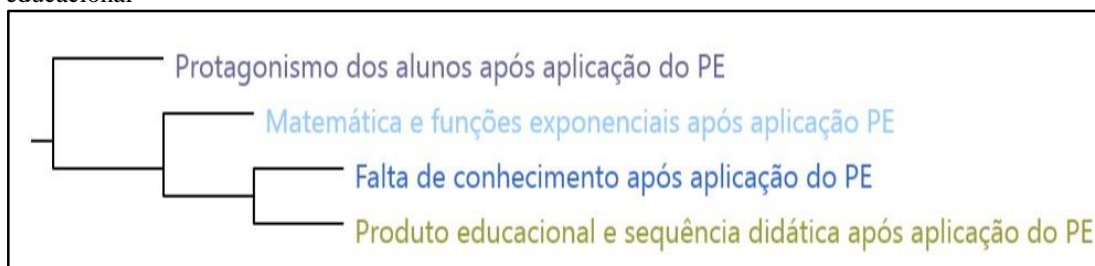 educacional
Protagonismo dos alunos após aplicação do PE
Matemática e funções exponenciais após aplicação PE
Falta de conhecimento após aplicação do PE
Produto educacional e sequência didática após aplicação do PE